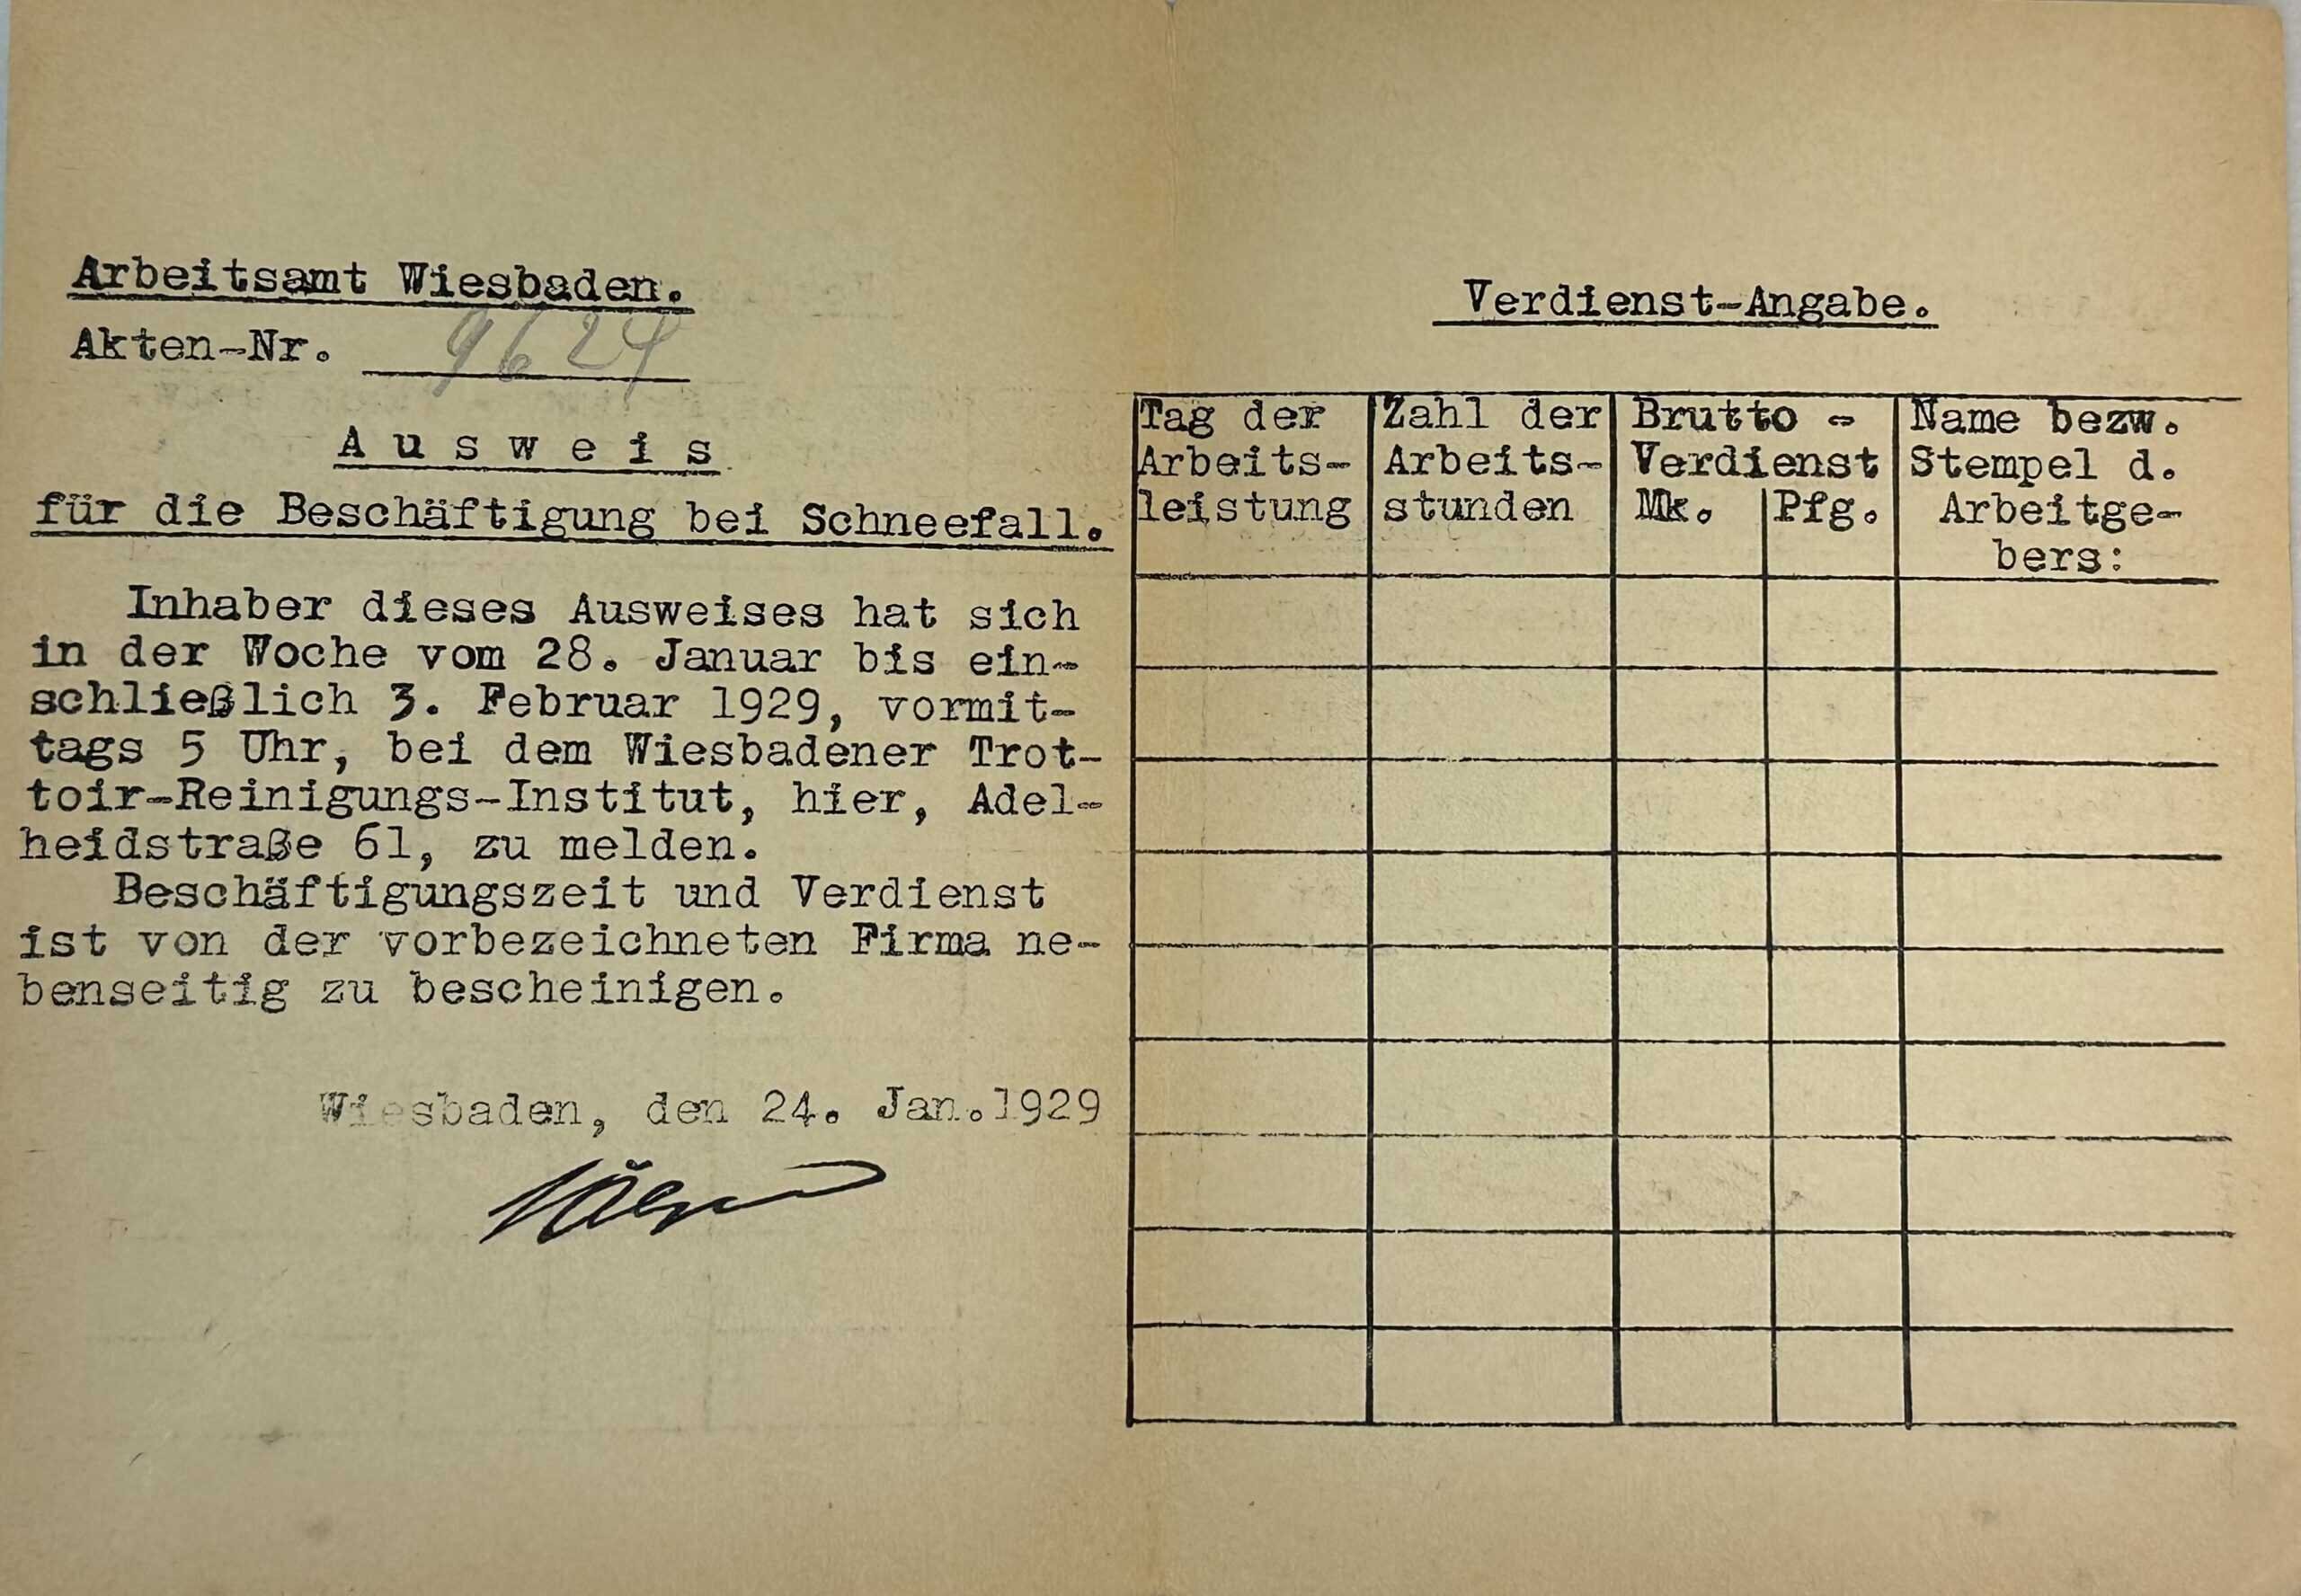 Arbeitsamt Wiesbaden.
Akten-Nr. 9624
Ausweis
für die Beschäftigung bei Schneefall.
Inhaber dieses Ausweises hat sich
in der Woche vom 28. Januar bis ein-
schließlich 3. Februar 1929, vormit-
tags 5 Uhr, bei dem Wiesbadener Trot-
toir-Reinigungs-Institut, hier, Adel-
heidstraße 61, zu melden.
Beschäftigungszeit und Verdienst
ist von der vorbezeichneten Firma ne-
benseitig zu bescheinigen.
Wiesbaden, den 24. Jan.1929
Verdienst-Angabe.
Tag der
Arbeits-
leistung
Zahl der
Arbeits-
stunden
Brutto -
Verdienst
Mk. Pfg.
Name bezw.
Stempel d.
Arbeitge-
bers: